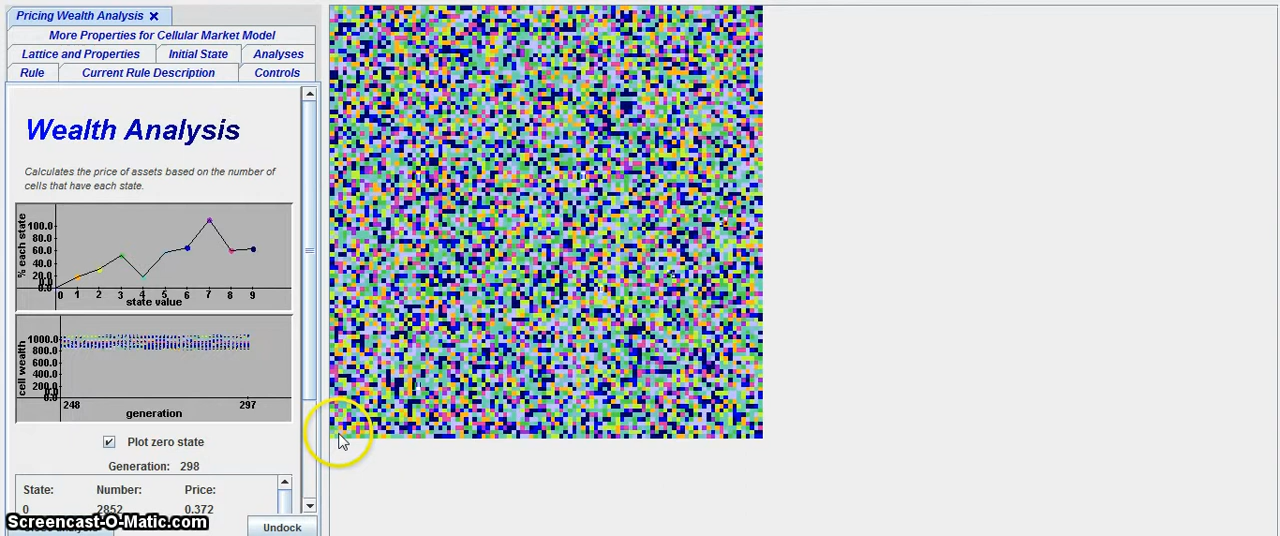 Pricing Wealth Analysis ×
More Properties for Cellular Market Model
Lattice and Properties Initial State Analyses
Rule Current Rule Description Controls
Wealth Analysis
Calculates the price of assets based on the number of
cells that have each state.
% each state
100.0
80.0
60.0
40.0
20.0
0.0
0 1 2 3 4 5 6 7 8 9
state value
cell wealth
1000.0
800.0
600.0
400.0
200.0
0.0
248 297
generation
Plot zero state
Generation: 298
State: Number: Price:
0 2852 0.372
Screencast-O-Matic.com
Undock